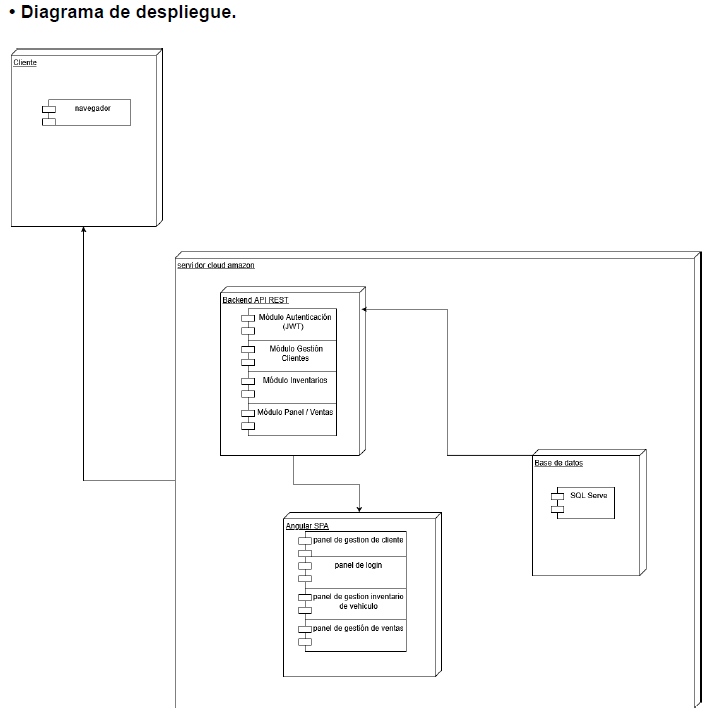 • Diagrama de despliegue.
Cliente
navegador
servidor cloud amazon
Backend API REST
Módulo Autenticación
(JWT)
Módulo Gestión
Clientes
Módulo Inventarios
Módulo Panel / Ventas
Base de datos
SQL Serve
Angular SPA
panel de gestion de cliente
panel de login
panel de gestion inventario
de vehiculo
panel de gestión de ventas